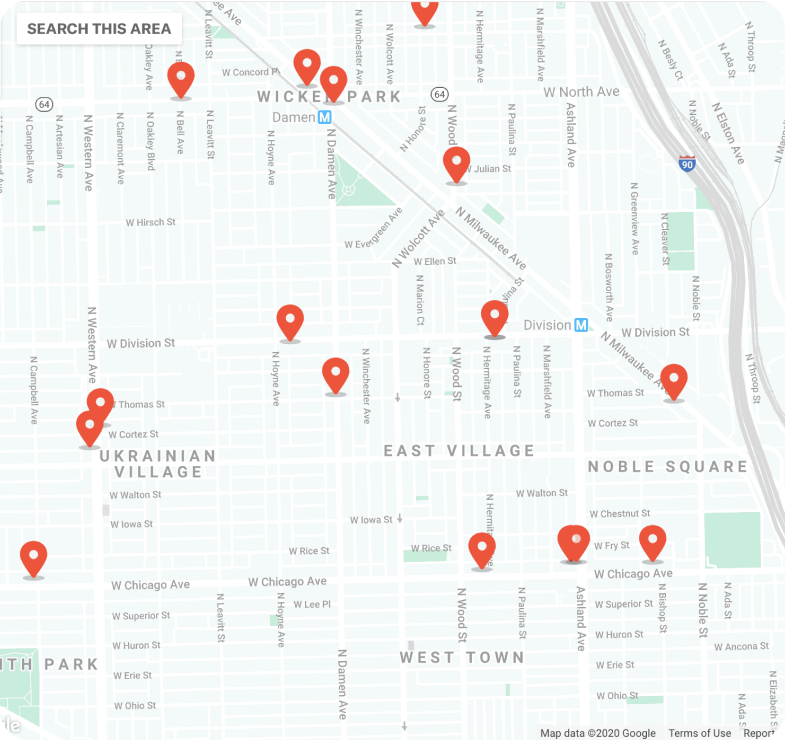 SEARCH THIS AREA
ee Ave
N Leavitt St
Oakley Ave
N Winchester Ave
N Wolcott Ave
N Hermitage Ave
N Marshfield Ave
N Besly Ct
N Ada St
N Throop St
W Concord Pl
WICKER PARK
64
64
W North Ave
Damen M
N Campbell Ave
N Artesian Ave
N Western Ave
N Claremont Ave
N Oakley Blvd
N Bell Ave
N Leavitt St
N Hoyne Ave
N Damen Ave
N Honore St
N Wood
N Paulina St
Ashland Ave
N Noble St
N Elston Ave
90
W Julian St
W Hirsch St
W Evergreen Ave
N Wolcott Ave
N Milwaukee Ave
N Greenview Ave
N Cleaver St
W Ellen St
N Marion Ct
N Bosworth Ave
N Noble St
N Western Ave
W Division St
Division M
W Division St
N Campbell Ave
N Hoyne Ave
N Winchester Ave
N Honore St
N Wood St
N Hermitage Ave
N Paulina St
N Marshfield Ave
N Milwaukee Ave
N Throop St
W Thomas St
W Thomas St
W Cortez St
W Cortez St
UKRAINIAN
VILLAGE
EAST VILLAGE
NOBLE SQUARE
W Walton St
W Walton St
W Iowa St
W Iowa St
W Chestnut St
W Rice St
W Rice St
W Fry St
W Chicago Ave
W Chicago Ave
W Chicago Ave
N Leavitt St
N Hoyne Ave
W Lee Pl
N Wood St
N Paulina St
Ashland Ave
W Superior St
W Superior St
N Bishop St
N Noble St
N Ada St
W Huron St
W Huron St
W Ancona St
ITH PARK
WEST TOWN
W Erie St
W Erie St
N Damen Ave
W Ohio St
W Ohio St
N Ada S
N Elizabeth S
Map data ©2020 Google Terms of Use Report